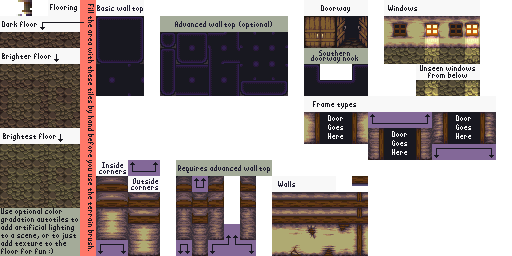 Flooring
Dark floor
Brighter floor
Brightest floor
Use optional color
gradation autotiles to
add artificial lighting
to a scene, or to just
add texture to the
floor for fun :)
Fill the area with these tiles by hand before you use the terrain brush.
Basic wall top
Advanced wall top (optional)
Doorway
Southern
doorway nook
Windows
Unseen windows
from below
Frame types
Door
Goes
Here
Door
Goes
Here
Door
Goes
Here
Inside
corners
Outside
corners
Requires advanced wall top
Walls